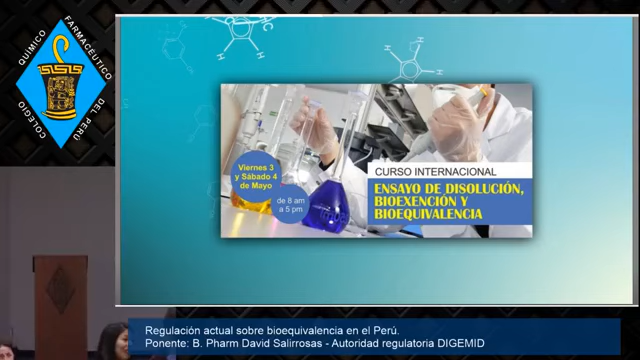 COLEGIO QUÍMICO FARMACÉUTICO DEL PERÚ
Viernes 3
y Sábado 4
de Mayo
de 8 am
a 5 pm
CURSO INTERNACIONAL
ENSAYO DE DISOLUCIÓN,
BIOEXENCIÓN Y
BIOEQUIVALENCIA
Regulación actual sobre bioequivalencia en el Perú.
Ponente: B. Pharm David Salirrosas - Autoridad regulatoria DIGEMID